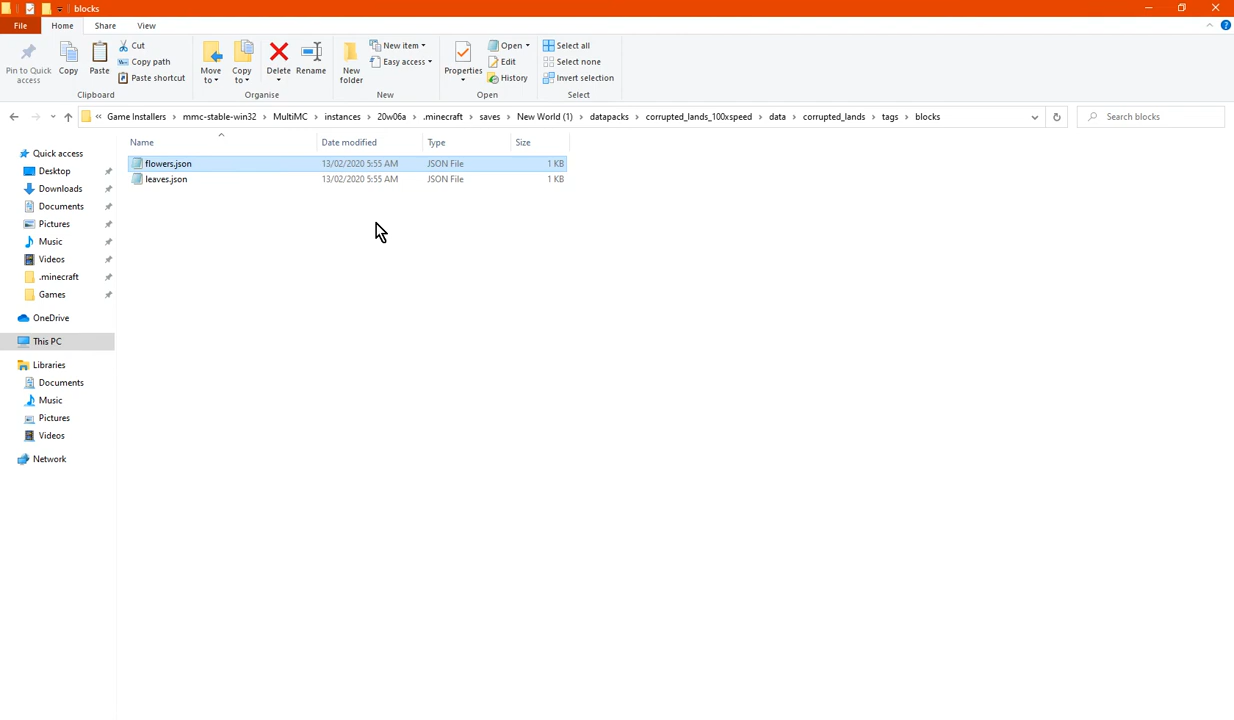 blocks
File Home Share View
Pin to Quick access
Copy
Paste
Cut
Copy path
Paste shortcut
Clipboard
Move to
Copy to
Delete
Rename
Organise
New folder
New item
Easy access
New
Properties
Open
Edit
History
Open
Select all
Select none
Invert selection
Select
« Game Installers › mmc-stable-win32 › MultiMC › instances › 20w06a › .minecraft › saves › New World (1) › datapacks › corrupted_lands_100xspeed › data › corrupted_lands › tags › blocks
Search blocks
Name Date modified Type Size
flowers.json 13/02/2020 5:55 AM JSON File 1 KB
leaves.json 13/02/2020 5:55 AM JSON File 1 KB
Quick access
Desktop
Downloads
Documents
Pictures
Music
Videos
.minecraft
Games
OneDrive
This PC
Libraries
Documents
Music
Pictures
Videos
Network